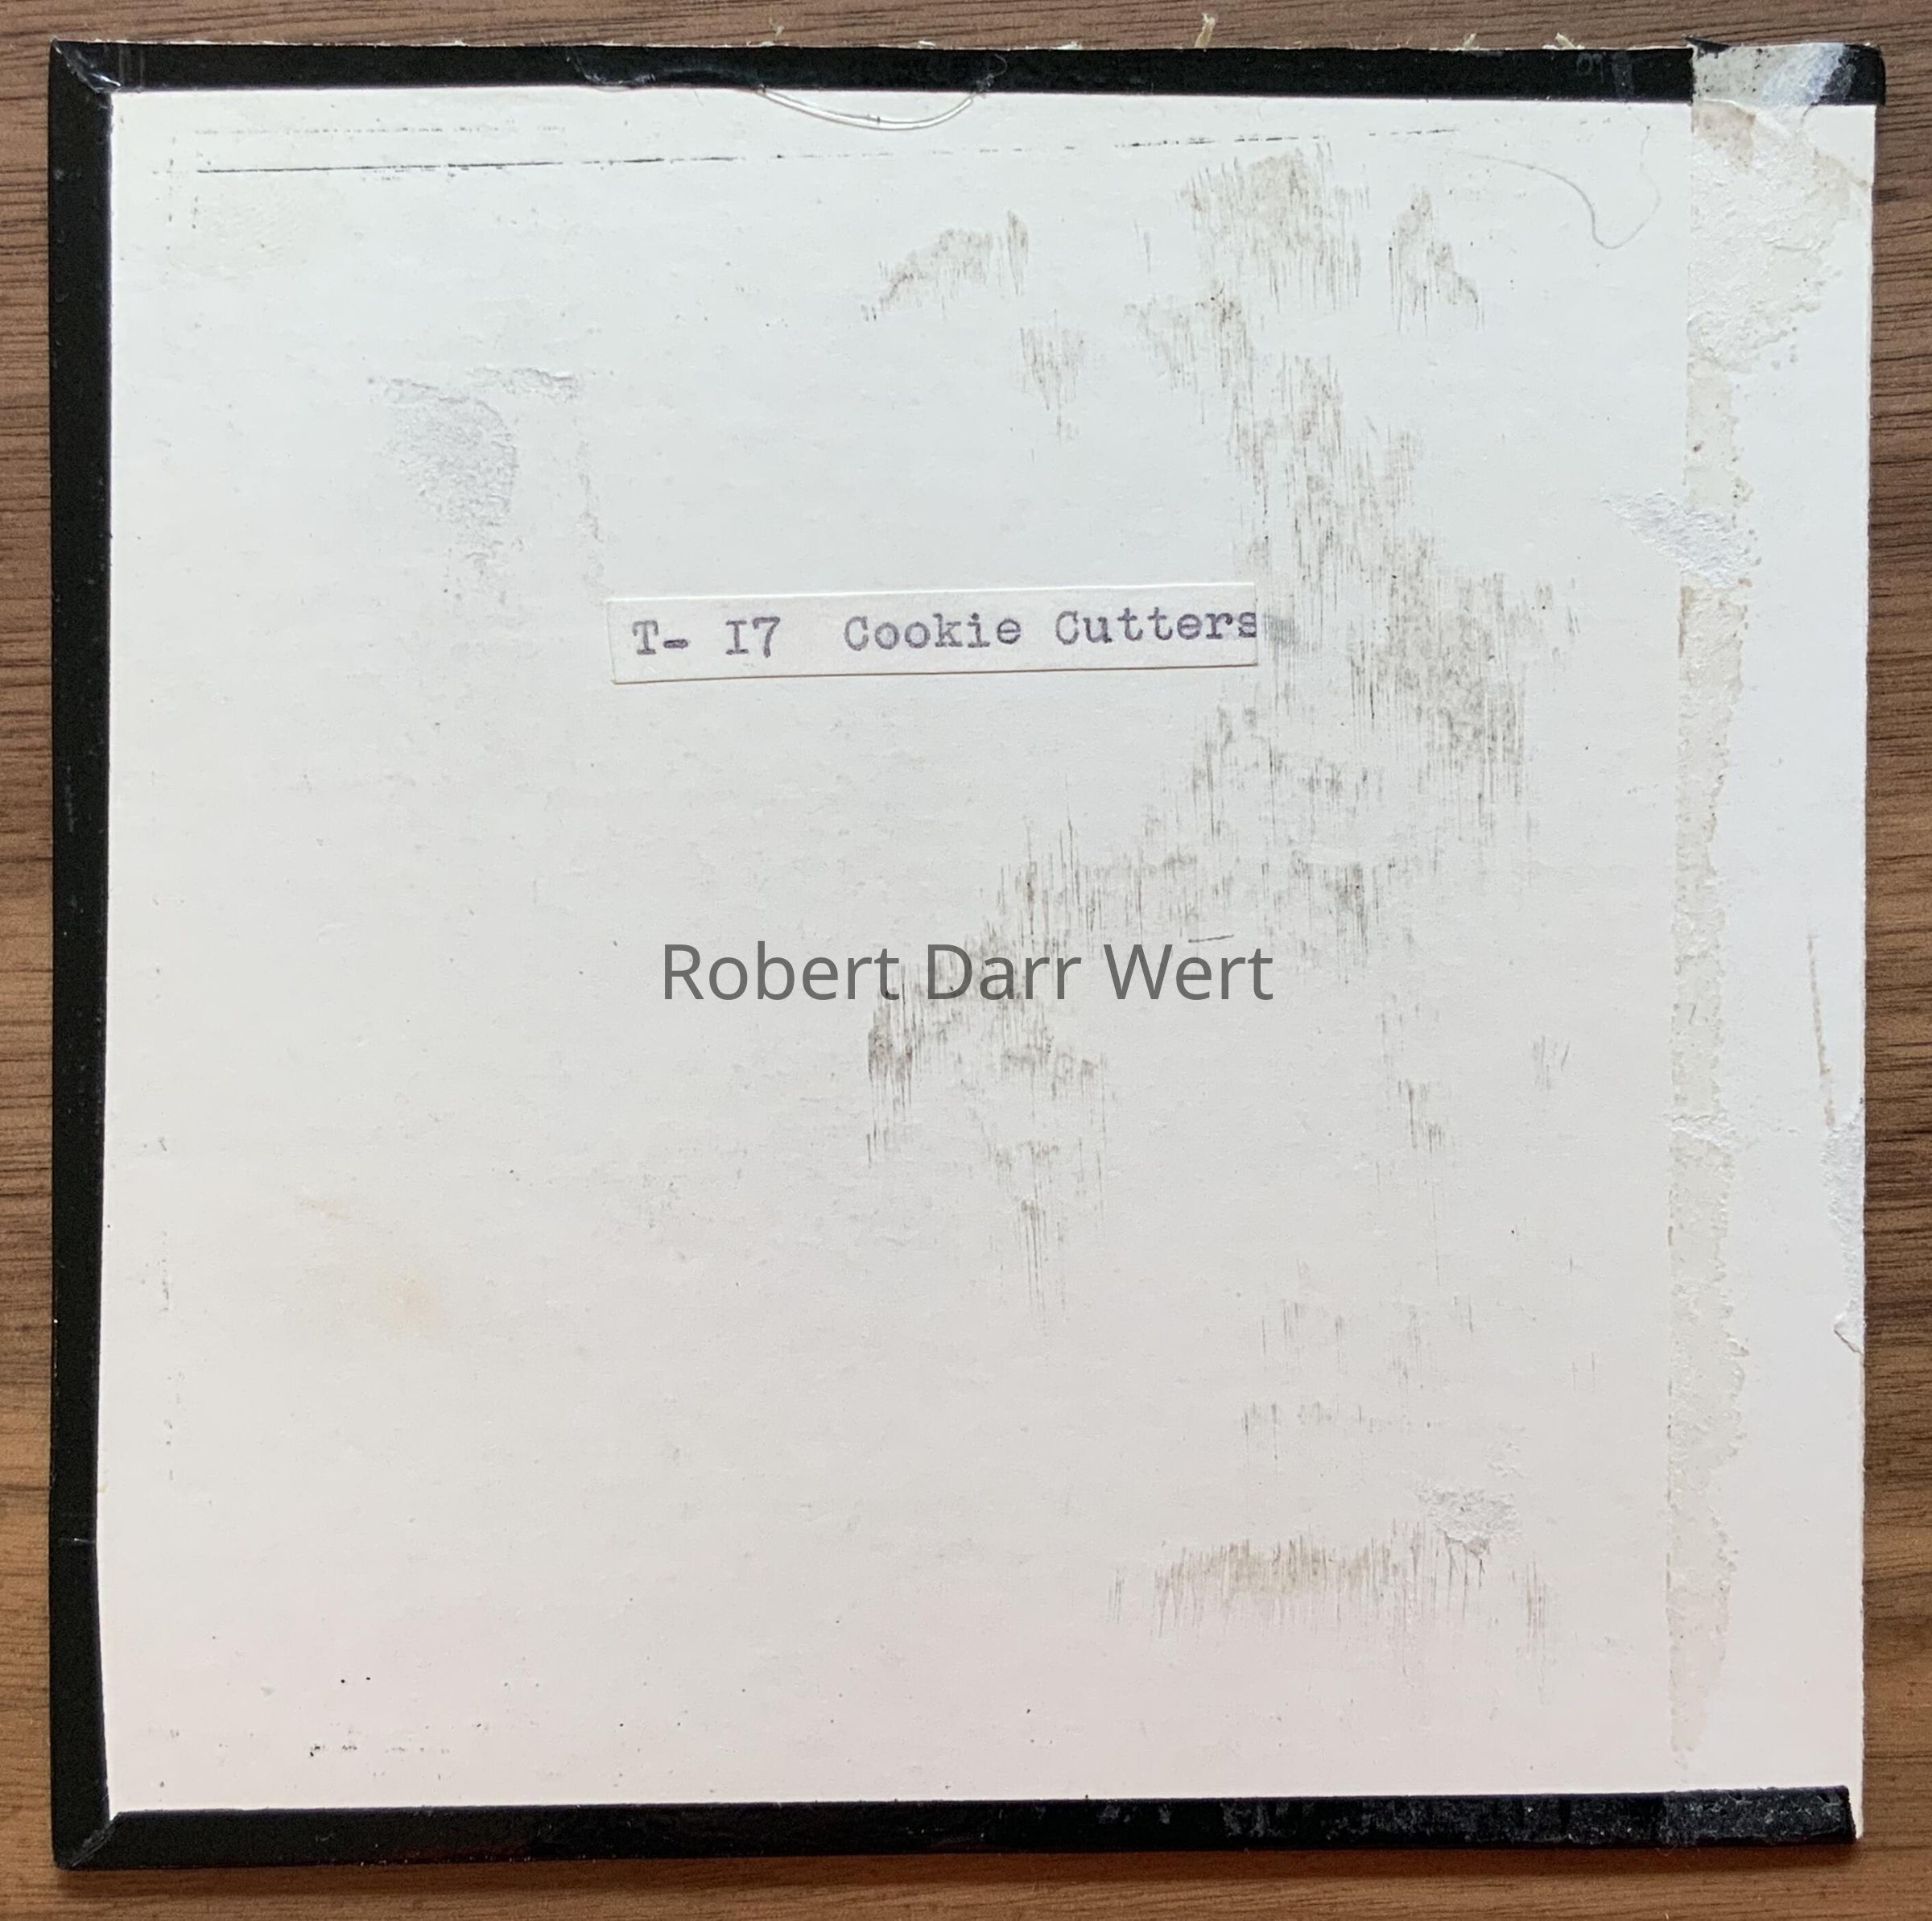 T- I7 Cookie Cutters
Robert Darr Wert